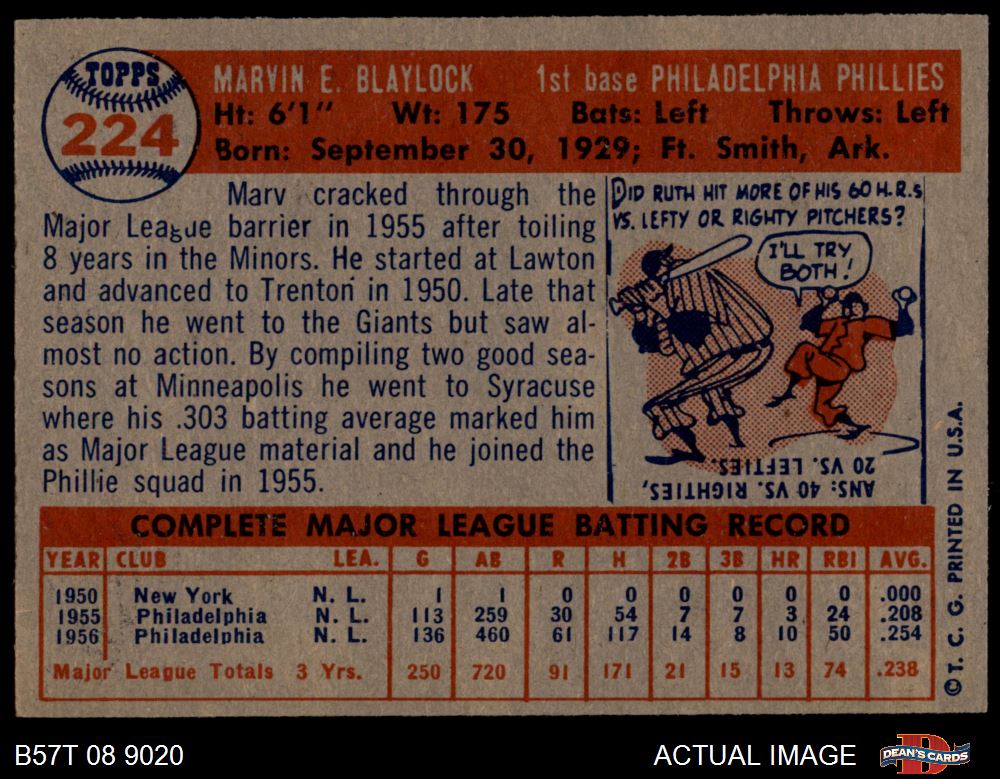 TOPPS
224
MARVIN E. BLAYLOCK 1st base PHILADELPHIA PHILLIES
Ht: 6'1" Wt: 175 Bats: Left Throws: Left
Born: September 30, 1929; Ft. Smith, Ark.
Marv cracked through the
Major League barrier in 1955 after toiling
8 years in the Minors. He started at Lawton
and advanced to Trenton in 1950. Late that
season he went to the Giants but saw al-
most no action. By compiling two good sea-
sons at Minneapolis he went to Syracuse
where his .303 batting average marked him
as Major League material and he joined the
Phillie squad in 1955.
DID RUTH HIT MORE OF HIS 60 H.R.s
VS. LEFTY OR RIGHTY PITCHERS?
I'LL TRY
BOTH!
ANS: 40 VS. RIGHTIES,
20 VS. LEFTIES.
COMPLETE MAJOR LEAGUE BATTING RECORD
YEAR CLUB LEA. G AB R H 2B 3B HR RBI AVG.
1950 New York N. L. 1 1 0 0 0 0 0 0 .000
1955 Philadelphia N. L. 113 259 30 54 7 7 3 24 .208
1956 Philadelphia N. L. 136 460 61 117 14 8 10 50 .254
Major League Totals 3 Yrs. 250 720 91 171 21 15 13 74 .238
© T. C. G. PRINTED IN U.S.A.
B57T 08 9020 ACTUAL IMAGE
DEAN'S CARDS